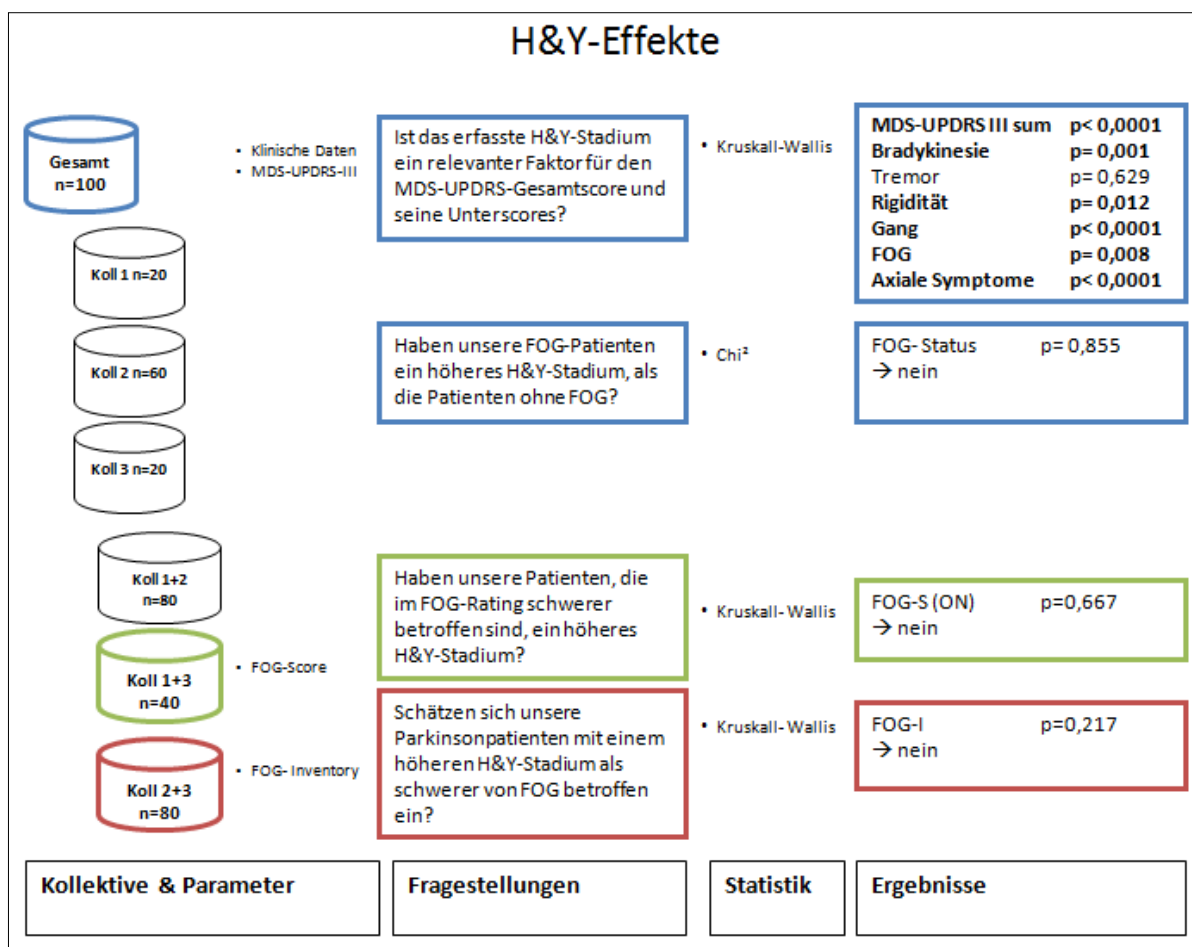 H&Y-Effekte
Gesamt
n=100
• Klinische Daten
• MDS-UPDRS-III
Ist das erfasste H&Y-Stadium
ein relevanter Faktor für den
MDS-UPDRS-Gesamtscore und
seine Unterscores?
• Kruskall-Wallis
MDS-UPDRS III sum p< 0,0001
Bradykinesie p= 0,001
Tremor p= 0,629
Rigidität p= 0,012
Gang p< 0,0001
FOG p= 0,008
Axiale Symptome p< 0,0001
Koll 1 n=20
Koll 2 n=60
Haben unsere FOG-Patienten
ein höheres H&Y-Stadium, als
die Patienten ohne FOG?
• Chi²
FOG- Status p= 0,855
→ nein
Koll 3 n=20
Koll 1+2
n=80
Haben unsere Patienten, die
im FOG-Rating schwerer
betroffen sind, ein höheres
H&Y-Stadium?
• Kruskall- Wallis
FOG-S (ON) p=0,667
→ nein
Koll 1+3
n=40
• FOG-Score
Koll 2+3
n=80
• FOG- Inventory
Schätzen sich unsere
Parkinsonpatienten mit einem
höheren H&Y-Stadium als
schwerer von FOG betroffen
ein?
• Kruskall- Wallis
FOG-I p=0,217
→ nein
Kollektive & Parameter
Fragestellungen
Statistik
Ergebnisse